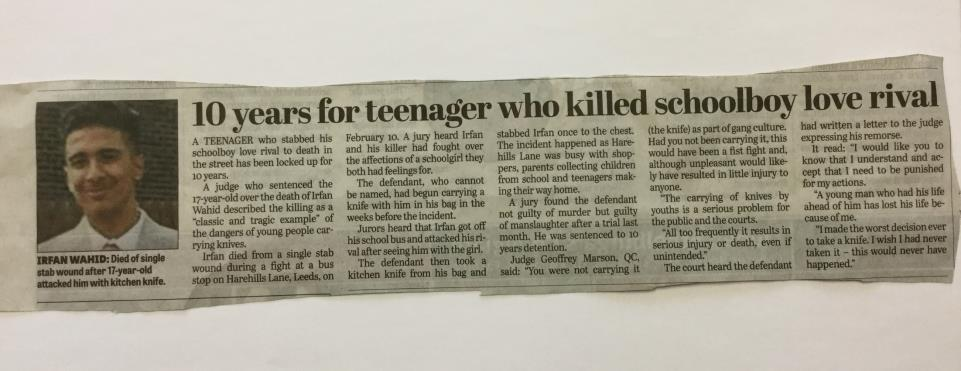 10 years for teenager who killed schoolboy love rival
A TEENAGER who stabbed his
schoolboy love rival to death in
the street has been locked up for
10 years.
A judge who sentenced the
17-year-old over the death of Irfan
Wahid described the killing as a
"classic and tragic example" of
the dangers of young people car-
rying knives.
Irfan died from a single stab
wound during a fight at a bus
stop on Harehills Lane, Leeds, on
February 10. A jury heard Irfan
and his killer had fought over
the affections of a schoolgirl they
both had feelings for.
The defendant, who cannot
be named, had begun carrying a
knife with him in his bag in the
weeks before the incident.
Jurors heard that Irfan got off
his school bus and attacked his ri-
val after seeing him with the girl.
The defendant then took a
kitchen knife from his bag and
stabbed Irfan once to the chest.
The incident happened as Hare-
hills Lane was busy with shop-
pers, parents collecting children
from school and teenagers mak-
ing their way home.
A jury found the defendant
not guilty of murder but guilty
of manslaughter after a trial last
month. He was sentenced to 10
years detention.
Judge Geoffrey Marson, QC,
said: "You were not carrying it
(the knife) as part of gang culture.
Had you not been carrying it, this
would have been a fist fight and,
although unpleasant would like-
ly have resulted in little injury to
anyone.
"The carrying of knives by
youths is a serious problem for
the public and the courts.
"All too frequently it results in
serious injury or death, even if
unintended."
The court heard the defendant
had written a letter to the judge
expressing his remorse.
It read: "I would like you to
know that I understand and ac-
cept that I need to be punished
for my actions.
"A young man who had his life
ahead of him has lost his life be-
cause of me.
"I made the worst decision ever
to take a knife. I wish I had never
taken it – this would never have
happened."
IRFAN WAHID: Died of single
stab wound after 17-year-old
attacked him with kitchen knife.